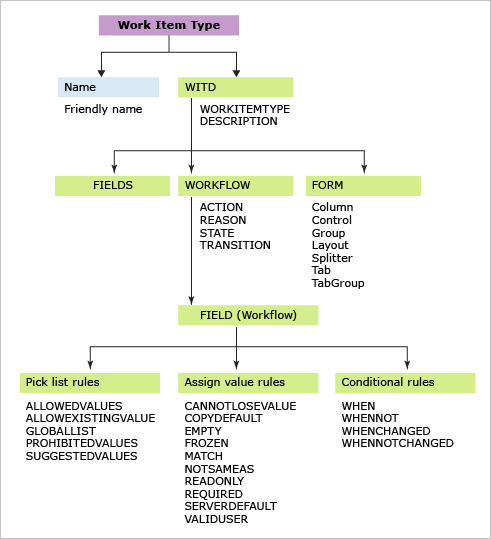 Work Item Type
Name
Friendly name
WITD
WORKITEMTYPE
DESCRIPTION
FIELDS
WORKFLOW
ACTION
REASON
STATE
TRANSITION
FORM
Column
Control
Group
Layout
Splitter
Tab
TabGroup
FIELD (Workflow)
Pick list rules
ALLOWEDVALUES
ALLOWEXISTINGVALUE
GLOBALLIST
PROHIBITEDVALUES
SUGGESTEDVALUES
Assign value rules
CANNOTLOSEVALUE
COPYDEFAULT
EMPTY
FROZEN
MATCH
NOTSAMEAS
READONLY
REQUIRED
SERVERDEFAULT
VALIDUSER
Conditional rules
WHEN
WHENNOT
WHENCHANGED
WHENNOTCHANGED